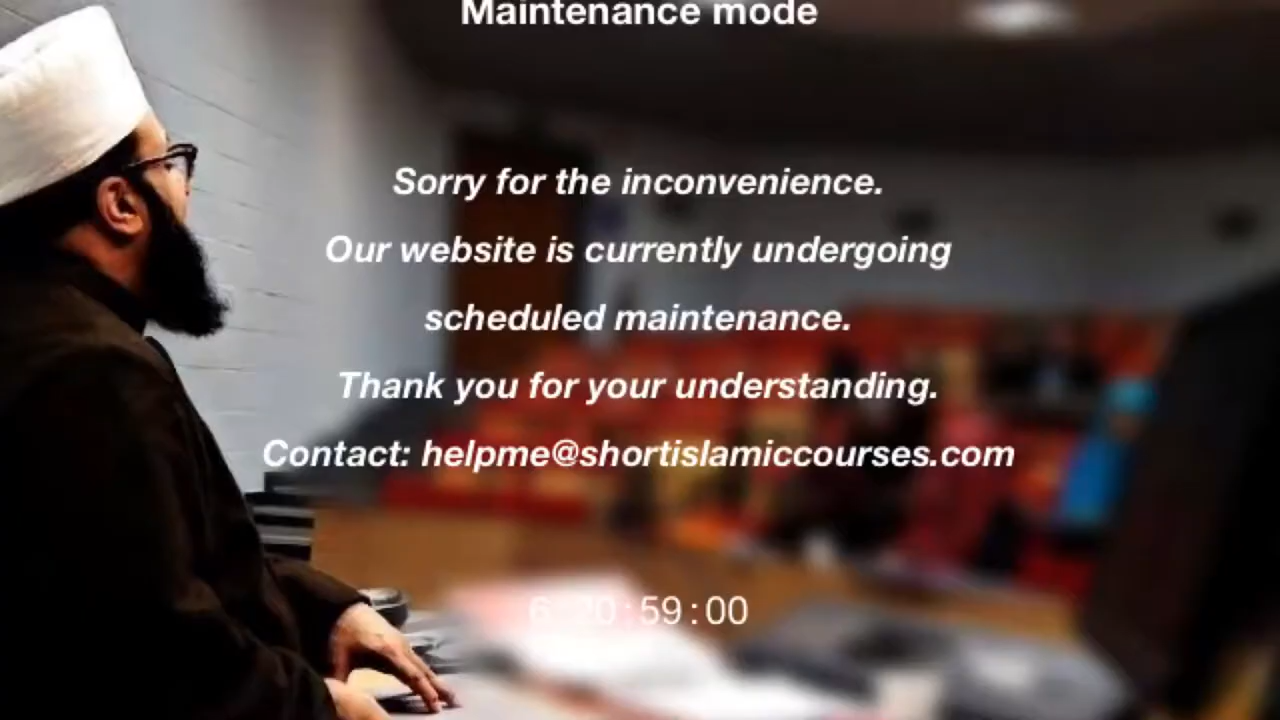 Maintenance mode
Sorry for the inconvenience.
Our website is currently undergoing
scheduled maintenance.
Thank you for your understanding.
Contact: helpme@shortislamiccourses.com
:59:00